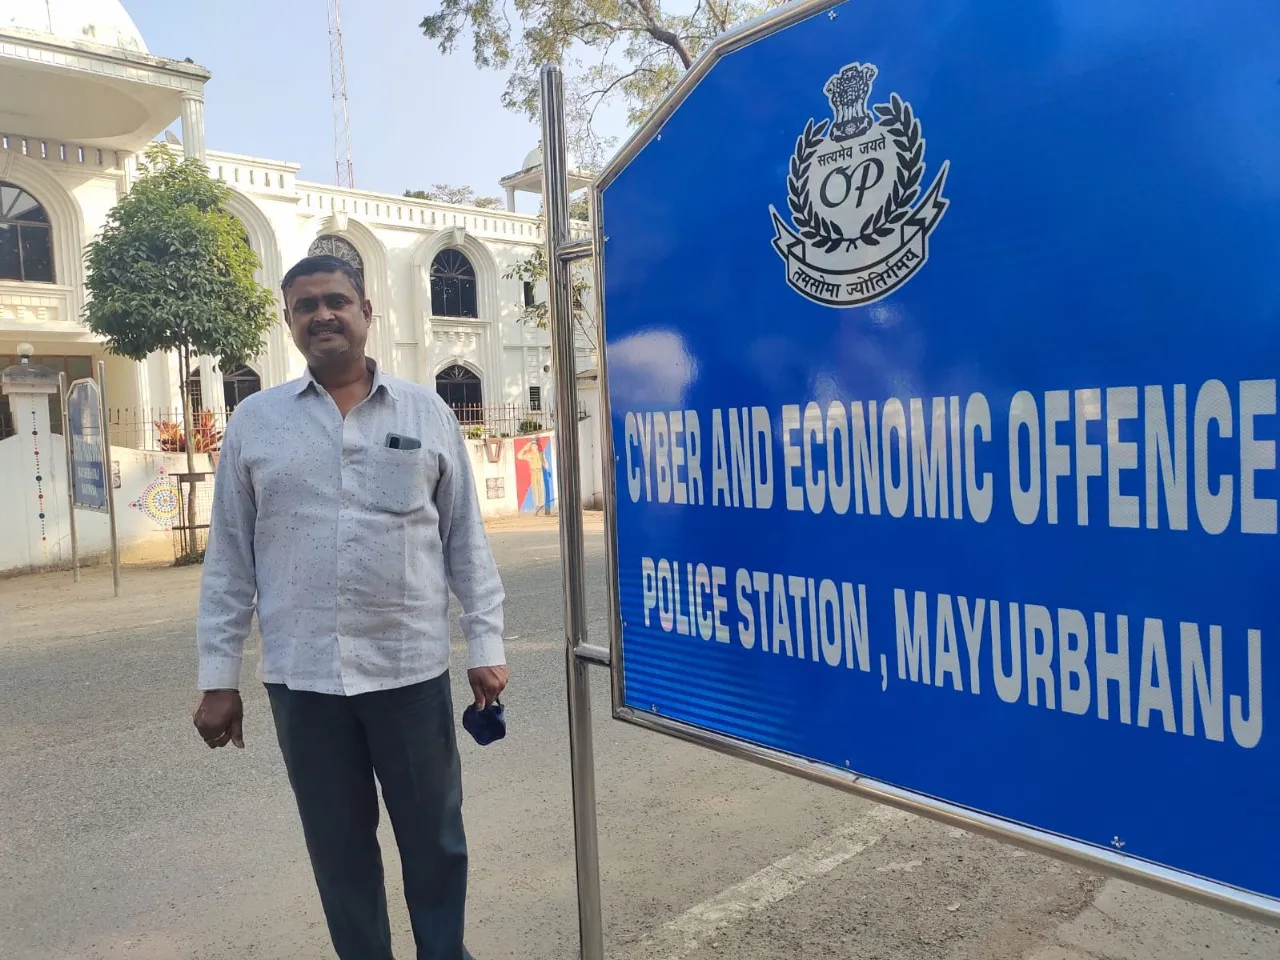 सत्यमेव जयते
OP
तमसोमा ज्योतिर्गमय
CYBER AND ECONOMIC OFFENCE
POLICE STATION, MAYURBHANJ